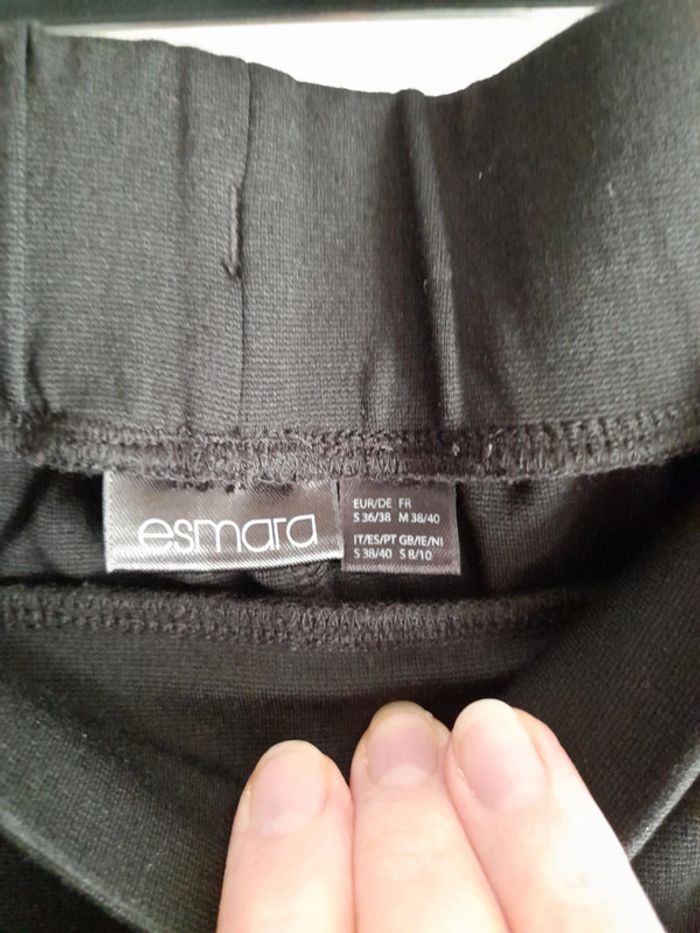 esmara
EUR/DE FR
S 36/38 M 38/40
IT/ES/PT GB/IE/NI
S 38/40 S 8/10